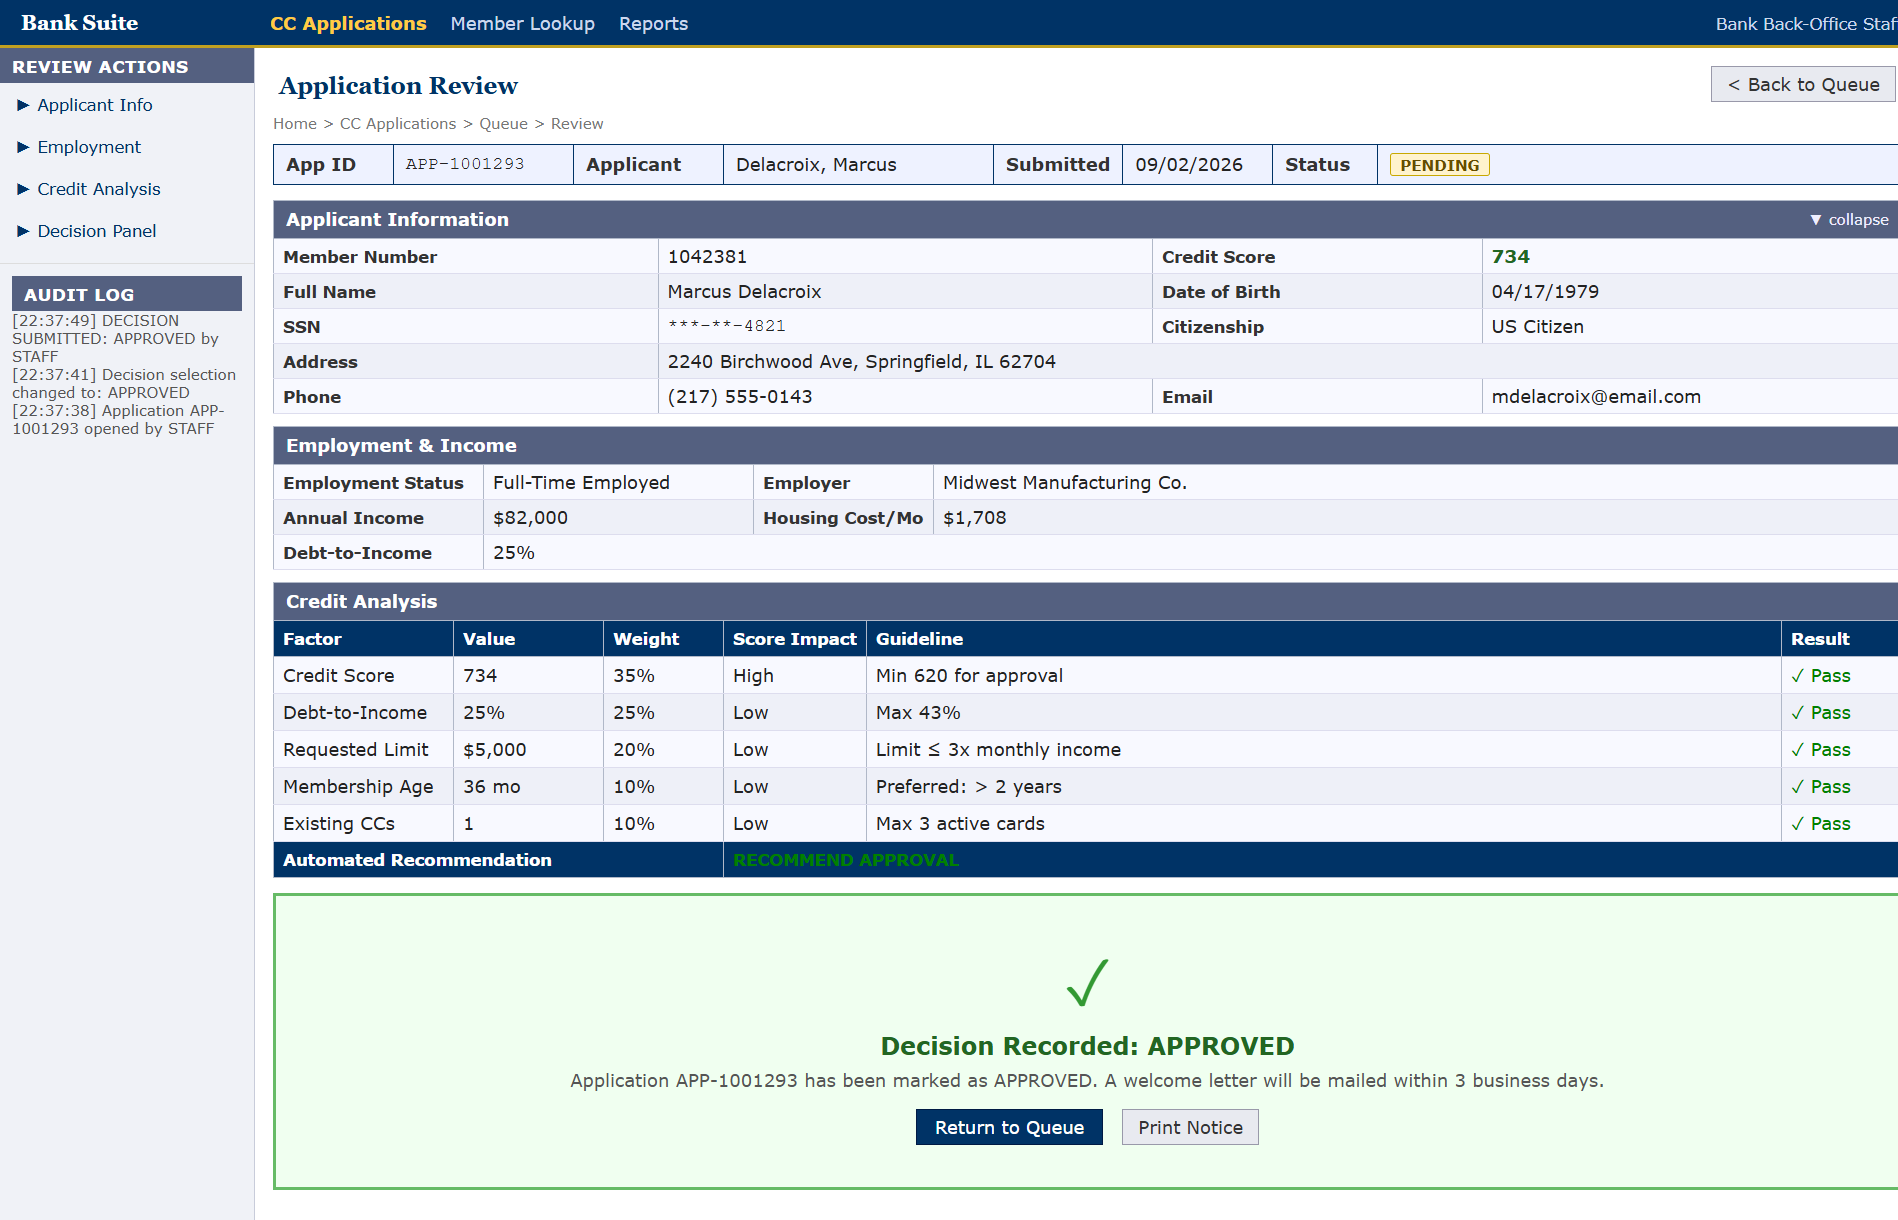 Bank Suite CC Applications Member Lookup Reports Bank Back-Office Staf
REVIEW ACTIONS
► Applicant Info
► Employment
► Credit Analysis
► Decision Panel
AUDIT LOG
[22:37:49] DECISION
SUBMITTED: APPROVED by
STAFF
[22:37:41] Decision selection
changed to: APPROVED
[22:37:38] Application APP-
1001293 opened by STAFF
Application Review
< Back to Queue
Home > CC Applications > Queue > Review
App ID APP-1001293 Applicant Delacroix, Marcus Submitted 09/02/2026 Status PENDING
Applicant Information ▼ collapse
Member Number 1042381 Credit Score 734
Full Name Marcus Delacroix Date of Birth 04/17/1979
SSN ***-**-4821 Citizenship US Citizen
Address 2240 Birchwood Ave, Springfield, IL 62704
Phone (217) 555-0143 Email mdelacroix@email.com
Employment & Income
Employment Status Full-Time Employed Employer Midwest Manufacturing Co.
Annual Income $82,000 Housing Cost/Mo $1,708
Debt-to-Income 25%
Credit Analysis
Factor Value Weight Score Impact Guideline Result
Credit Score 734 35% High Min 620 for approval ✓ Pass
Debt-to-Income 25% 25% Low Max 43% ✓ Pass
Requested Limit $5,000 20% Low Limit ≤ 3x monthly income ✓ Pass
Membership Age 36 mo 10% Low Preferred: > 2 years ✓ Pass
Existing CCs 1 10% Low Max 3 active cards ✓ Pass
Automated Recommendation RECOMMEND APPROVAL
✓
Decision Recorded: APPROVED
Application APP-1001293 has been marked as APPROVED. A welcome letter will be mailed within 3 business days.
Return to Queue Print Notice